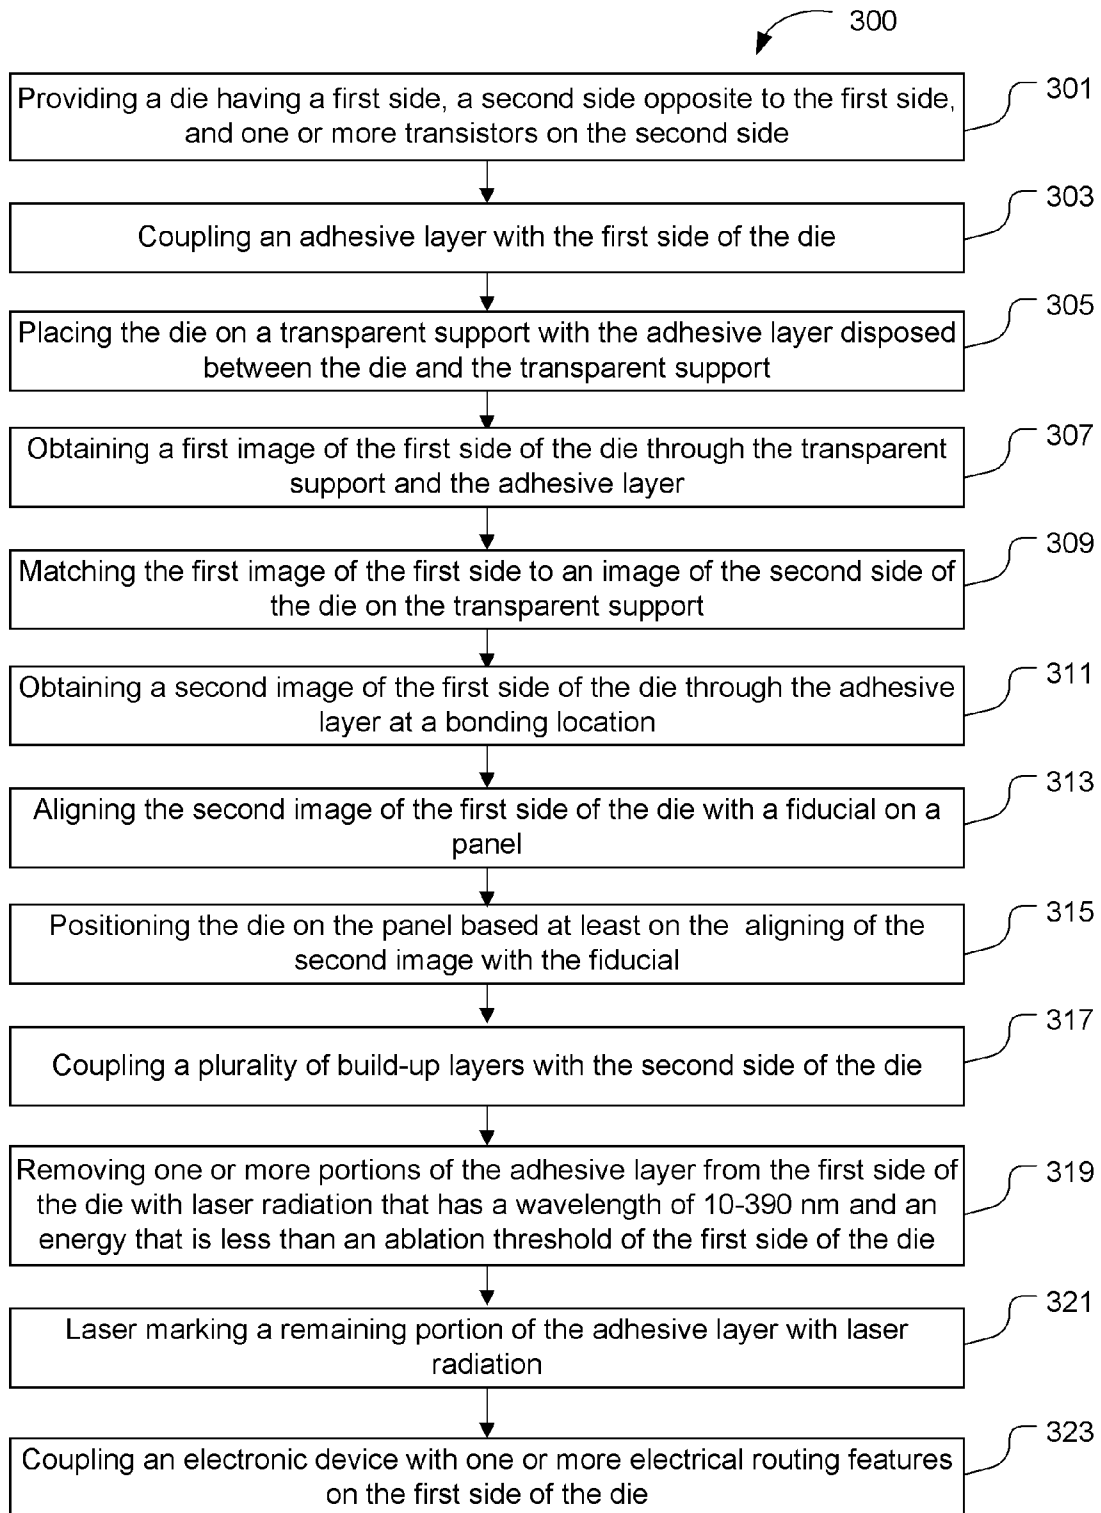 300
Providing a die having a first side, a second side opposite to the first side,
and one or more transistors on the second side
301
Coupling an adhesive layer with the first side of the die
303
Placing the die on a transparent support with the adhesive layer disposed
between the die and the transparent support
305
Obtaining a first image of the first side of the die through the transparent
support and the adhesive layer
307
Matching the first image of the first side to an image of the second side of
the die on the transparent support
309
Obtaining a second image of the first side of the die through the adhesive
layer at a bonding location
311
Aligning the second image of the first side of the die with a fiducial on a
panel
313
Positioning the die on the panel based at least on the aligning of the
second image with the fiducial
315
Coupling a plurality of build-up layers with the second side of the die
317
Removing one or more portions of the adhesive layer from the first side of
the die with laser radiation that has a wavelength of 10-390 nm and an
energy that is less than an ablation threshold of the first side of the die
319
Laser marking a remaining portion of the adhesive layer with laser
radiation
321
Coupling an electronic device with one or more electrical routing features
on the first side of the die
323